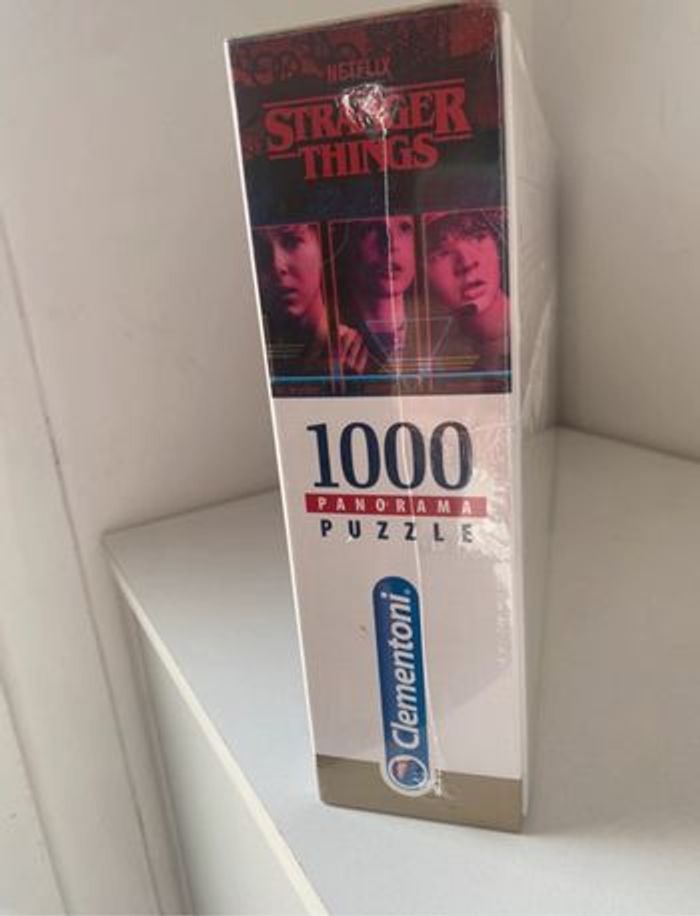 NETFLIX
STRANGER
THINGS
1000
PANORAMA
PUZZLE
Clementoni®